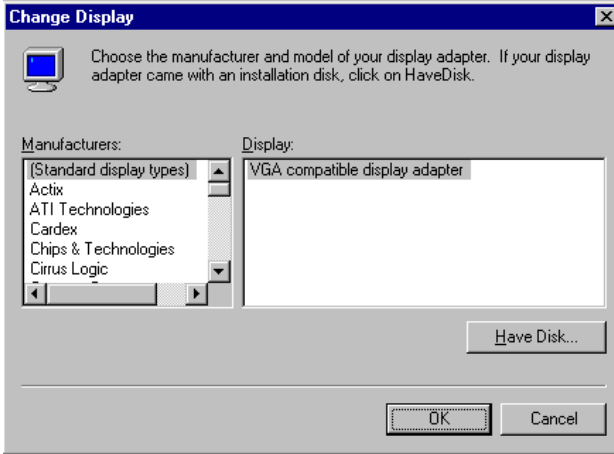 Change Display
Choose the manufacturer and model of your display adapter. If your display
adapter came with an installation disk, click on HaveDisk.
Manufacturers:
(Standard display types)
Actix
ATI Technologies
Cardex
Chips & Technologies
Cirrus Logic
Display:
VGA compatible display adapter
Have Disk...
OK
Cancel